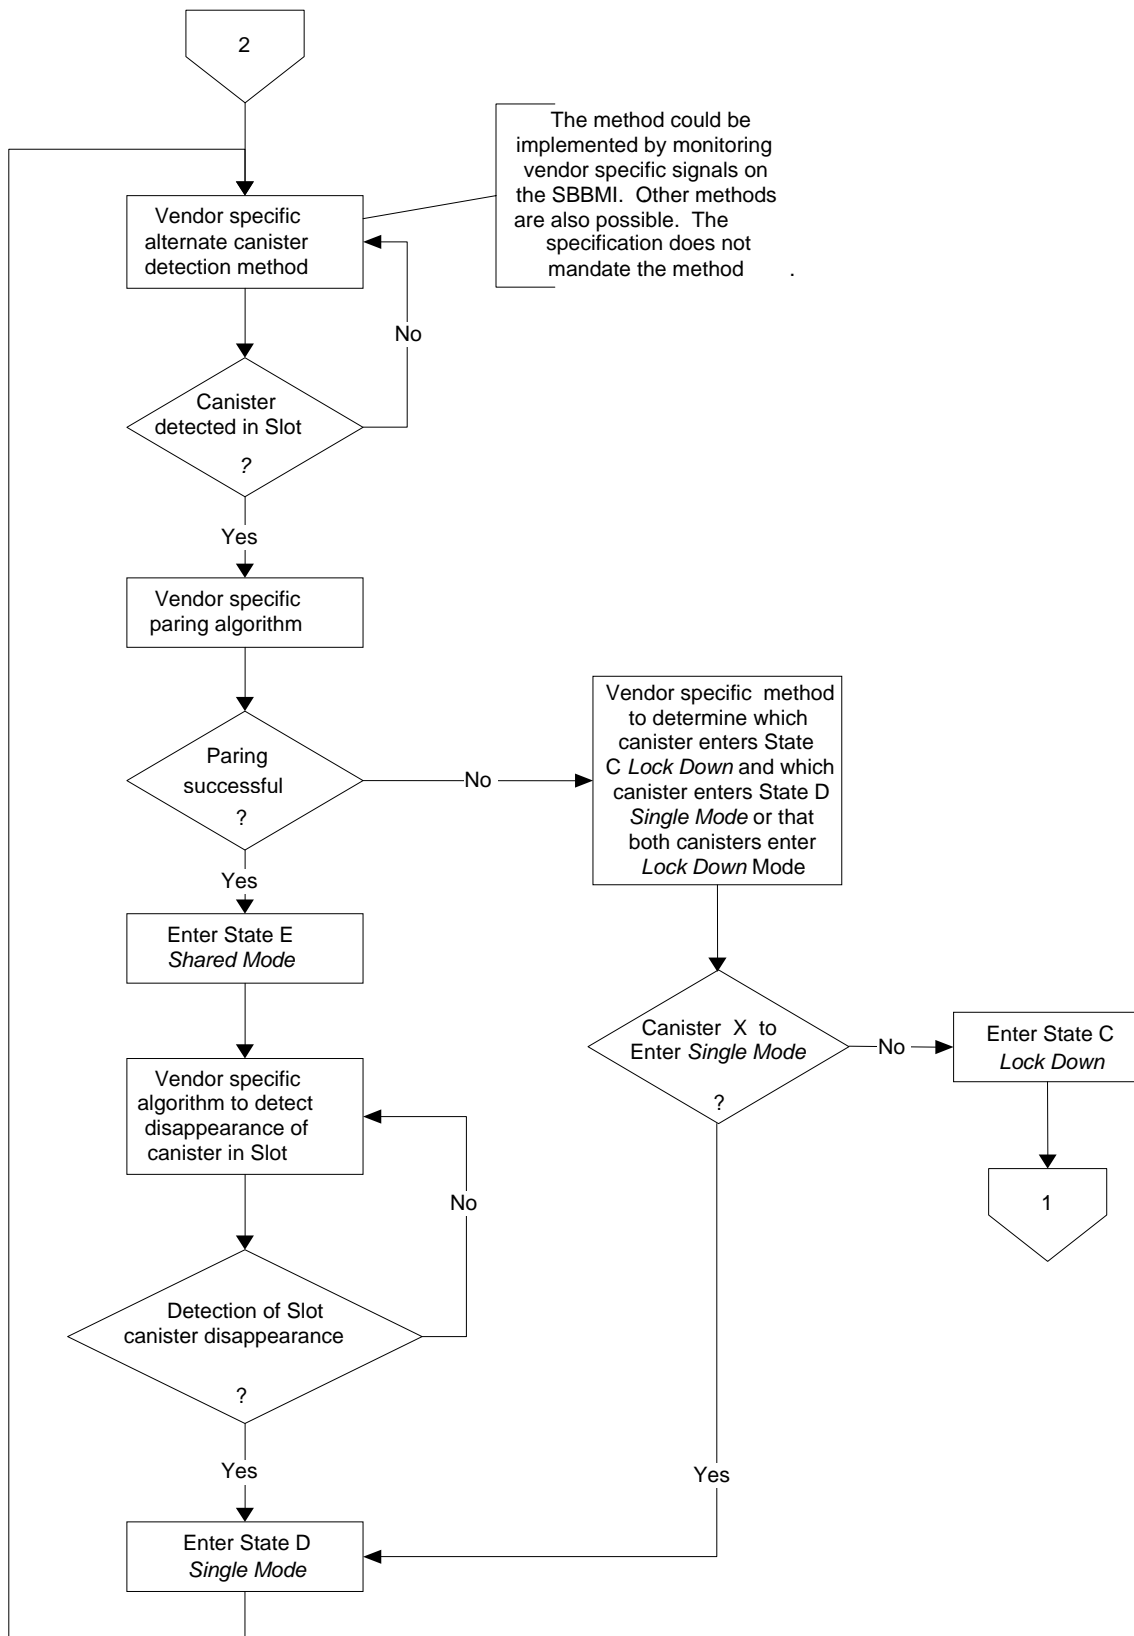 2
The method could be
implemented by monitoring
vendor specific signals on
the SBBMI. Other methods
are also possible. The
specification does not
mandate the method .
Vendor specific
alternate canister
detection method
No
Canister
detected in Slot
?
Yes
Vendor specific
paring algorithm
Paring
successful
?
No
Vendor specific method
to determine which
canister enters State
C Lock Down and which
canister enters State D
Single Mode or that
both canisters enter
Lock Down Mode
Yes
Enter State E
Shared Mode
Canister X to
Enter Single Mode
?
No
Enter State C
Lock Down
1
Vendor specific
algorithm to detect
disappearance of
canister in Slot
No
Detection of Slot
canister disappearance
?
Yes
Yes
Enter State D
Single Mode